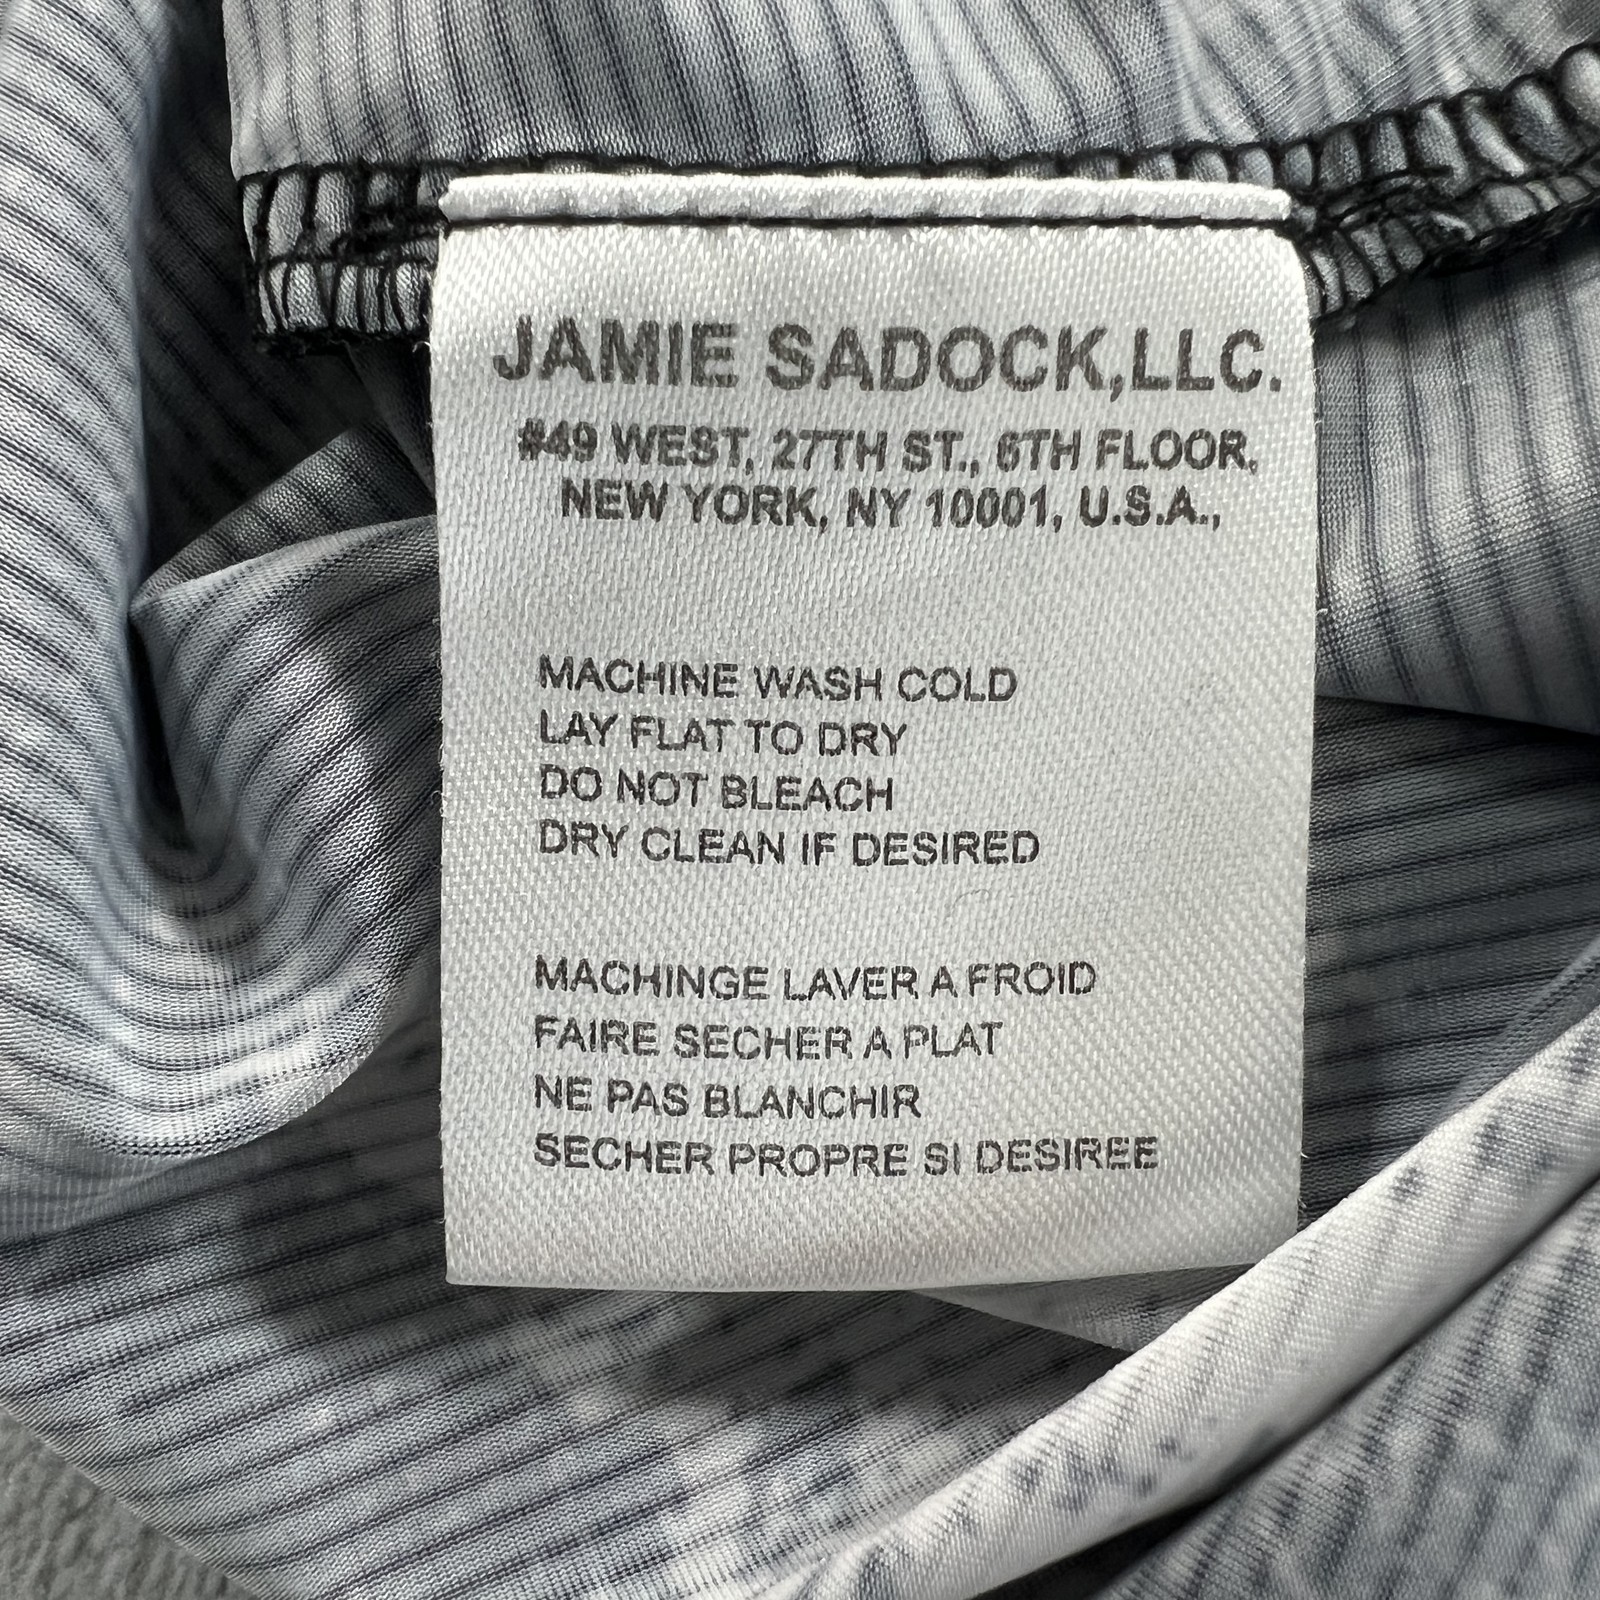 JAMIE SADOCK,LLC.
#49 WEST, 27TH ST., 6TH FLOOR,
NEW YORK, NY 10001, U.S.A.,
MACHINE WASH COLD
LAY FLAT TO DRY
DO NOT BLEACH
DRY CLEAN IF DESIRED
MACHINGE LAVER A FROID
FAIRE SECHER A PLAT
NE PAS BLANCHIR
SECHER PROPRE SI DESIREE